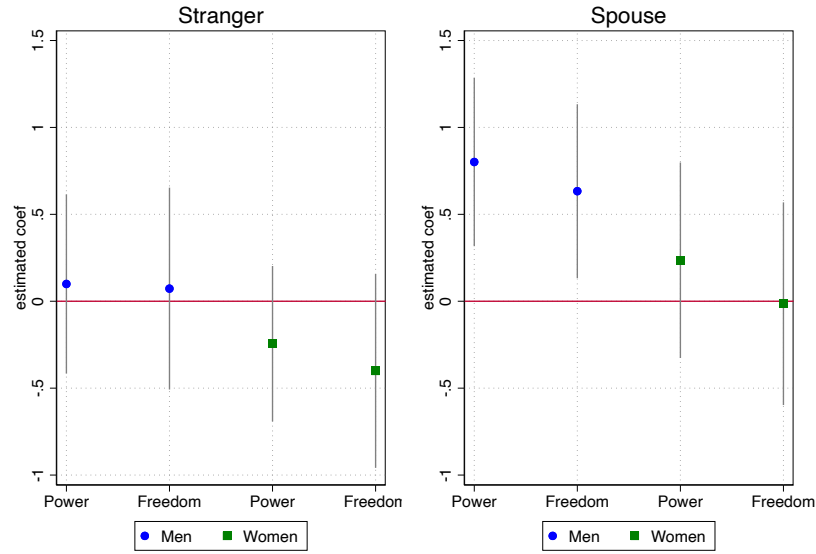 Stranger
estimated coef
1.5
1
.5
0
-.5
-1
Power Freedom Power Freedom
Men Women
Spouse
estimated coef
1.5
1
.5
0
-.5
-1
Power Freedom Power Freedom
Men Women